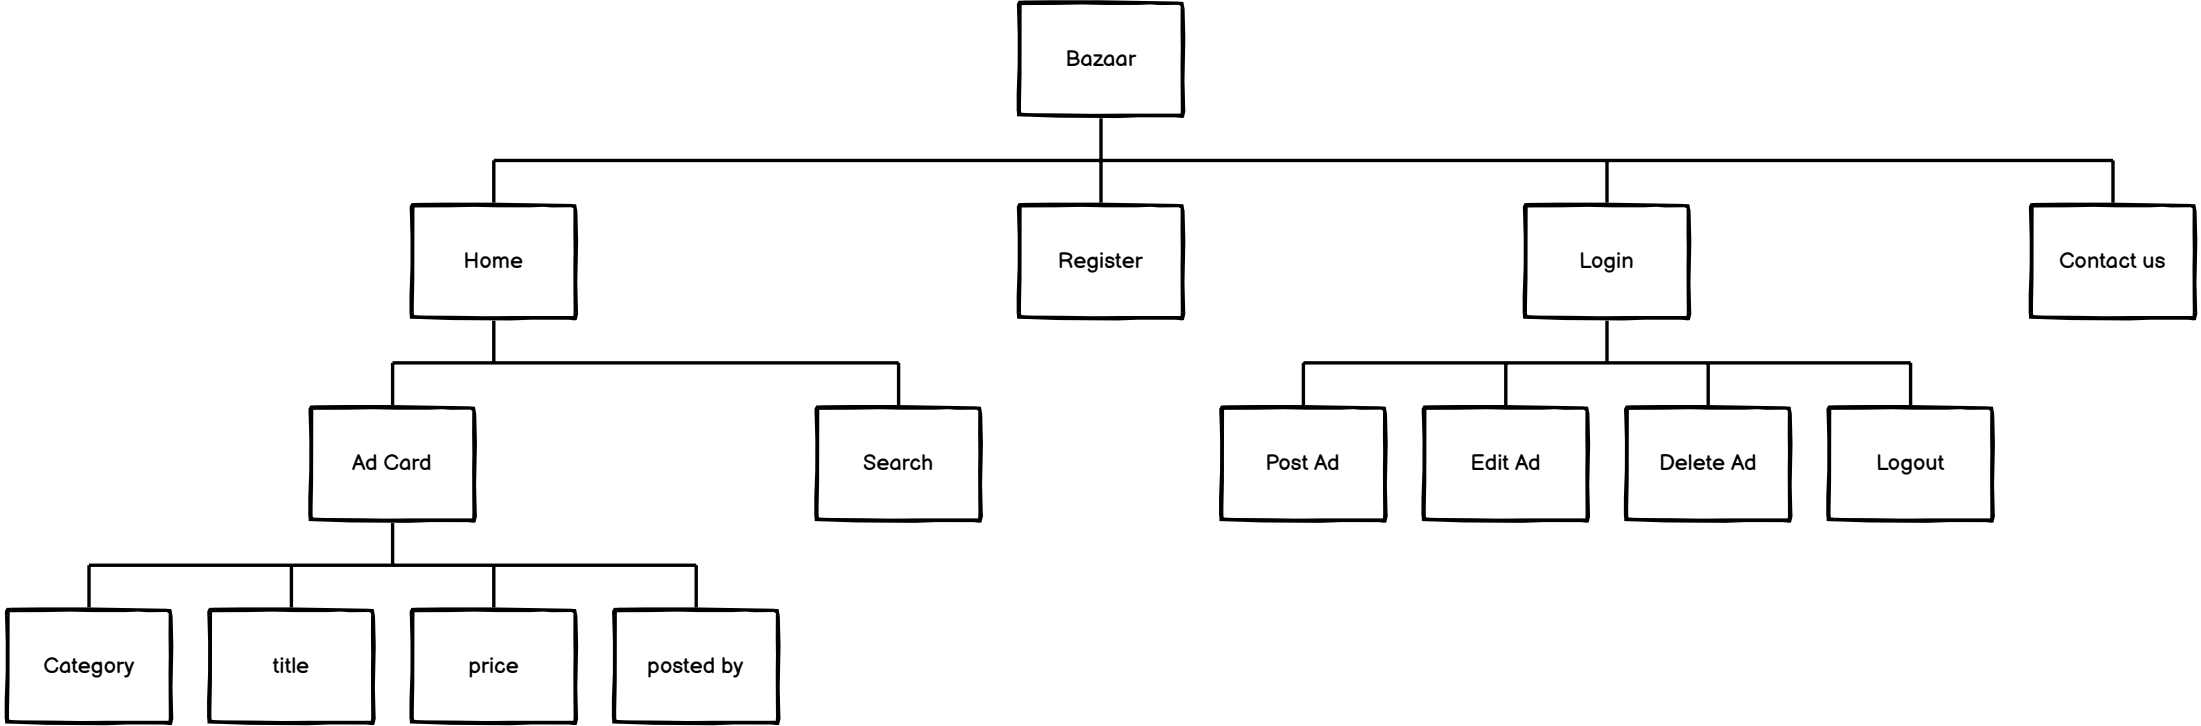 Bazaar
Home
Register
Login
Contact us
Ad Card
Search
Post Ad
Edit Ad
Delete Ad
Logout
Category
title
price
posted by